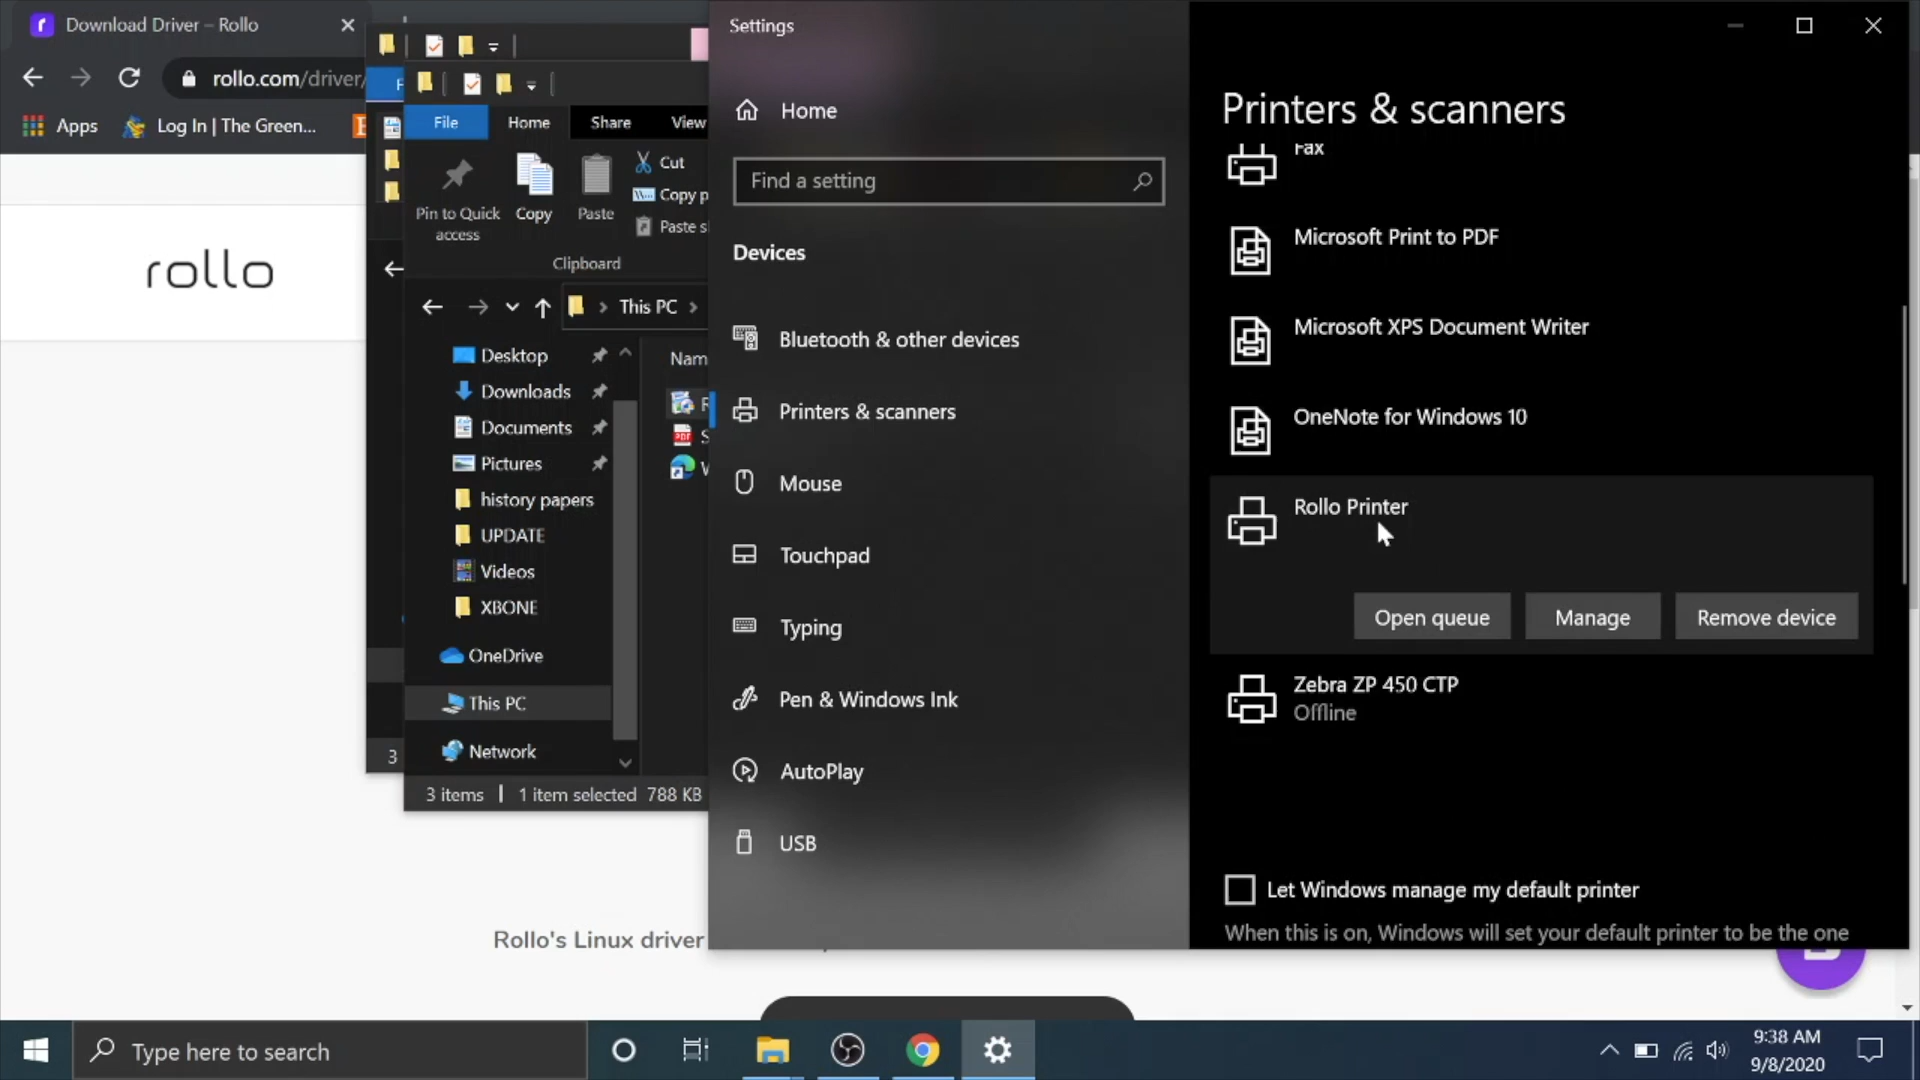 Download Driver – Rollo
rollo.com/driver/
Apps
Log In | The Green...
rollo
Rollo's Linux driver
File
Home
Share
View
Pin to Quick
access
Copy
Paste
Cut
Copy p
Paste s
Clipboard
This PC
Desktop
Downloads
Documents
Pictures
history papers
UPDATE
Videos
XBONE
OneDrive
This PC
Network
Nam
3
3 items
1 item selected
788 KB
Settings
Home
Find a setting
Devices
Bluetooth & other devices
Printers & scanners
Mouse
Touchpad
Typing
Pen & Windows Ink
AutoPlay
USB
Printers & scanners
Fax
Microsoft Print to PDF
Microsoft XPS Document Writer
OneNote for Windows 10
Rollo Printer
Open queue
Manage
Remove device
Zebra ZP 450 CTP
Offline
Let Windows manage my default printer
When this is on, Windows will set your default printer to be the one
Type here to search
9:38 AM
9/8/2020